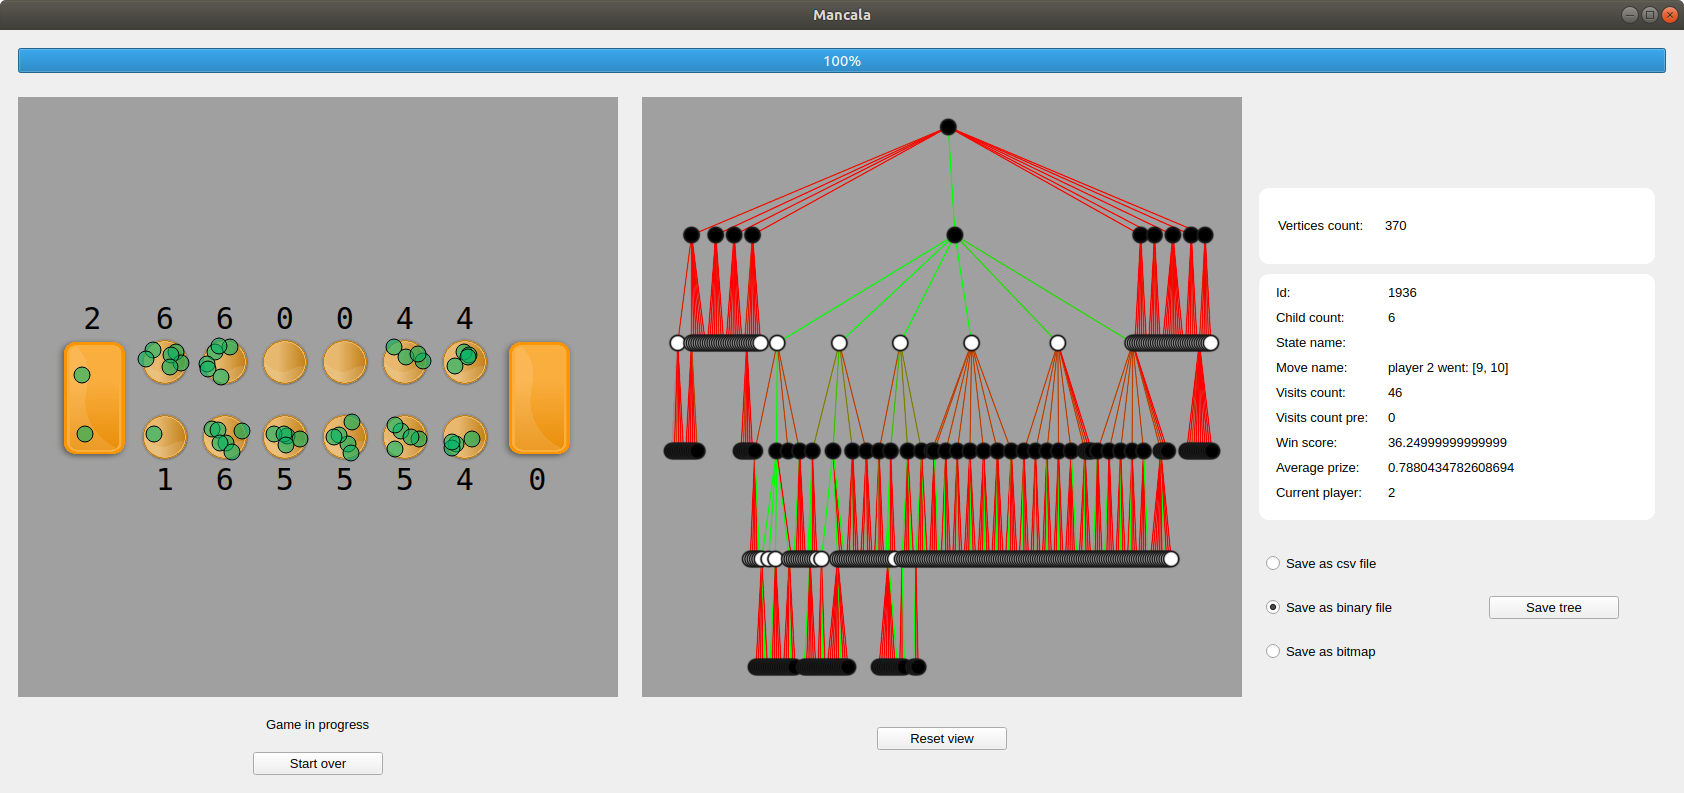 Mancala
100%
2 6 6 0 0 4 4
1 6 5 5 5 4 0
Game in progress
Start over
Reset view
Vertices count: 370
Id: 1936
Child count: 6
State name:
Move name: player 2 went: [9, 10]
Visits count: 46
Visits count pre: 0
Win score: 36.24999999999999
Average prize: 0.7880434782608694
Current player: 2
Save as csv file
Save as binary file
Save tree
Save as bitmap